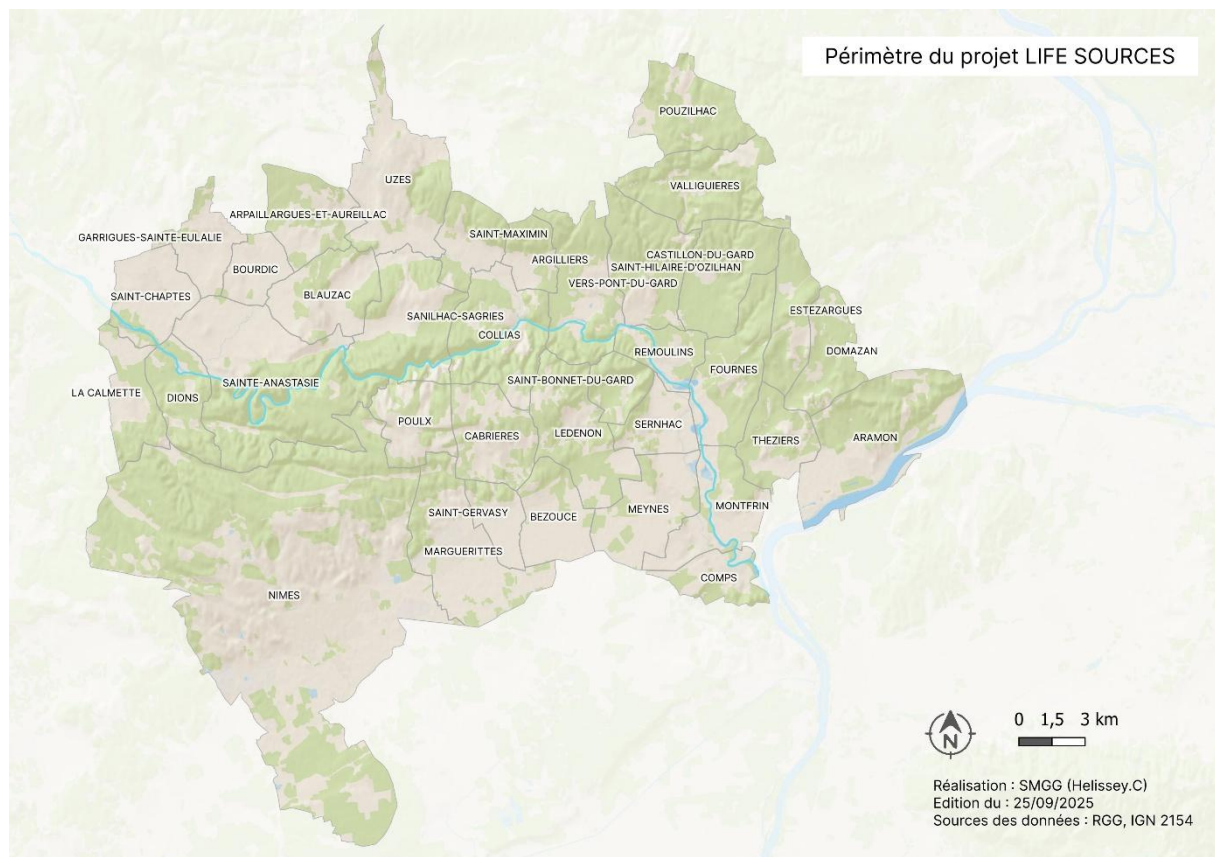 Périmètre du projet LIFE SOURCES
POUZILHAC
UZES
VALLIGUIERES
ARPAILLARGUES-ET-AUREILLAC
GARRIGUES-SAINTE-EULALIE
SAINT-MAXIMIN
ARGILLIERS
CASTILLON-DU-GARD
BOURDIC
SAINT-HILAIRE-D'OZILHAN
VERS-PONT-DU-GARD
SAINT-CHAPTES
BLAUZAC
ESTEZARGUES
SANILHAC-SAGRIES
COLLIAS
REMOULINS
DOMAZAN
FOURNES
SAINTE-ANASTASIE
SAINT-BONNET-DU-GARD
LA CALMETTE
DIONS
POULX
CABRIERES
LEDENON
SERNHAC
THEZIERS
ARAMON
SAINT-GERVASY
BEZOUCE
MEYNES
MONTFRIN
MARGUERITTES
COMPS
NIMES
N
0 1,5 3 km
Réalisation : SMGG (Helissey.C)
Edition du : 25/09/2025
Sources des données : RGG, IGN 2154